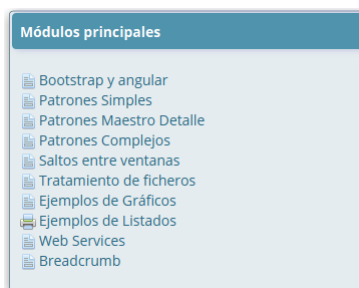 Módulos principales
Bootstrap y angular
Patrones Simples
Patrones Maestro Detalle
Patrones Complejos
Saltos entre ventanas
Tratamiento de ficheros
Ejemplos de Gráficos
Ejemplos de Listados
Web Services
Breadcrumb